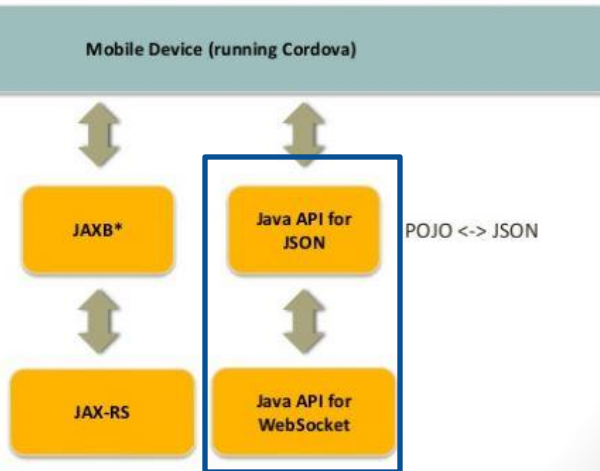 Mobile Device (running Cordova)
JAXB*
Java API for
JSON
POJO <-> JSON
JAX-RS
Java API for
WebSocket